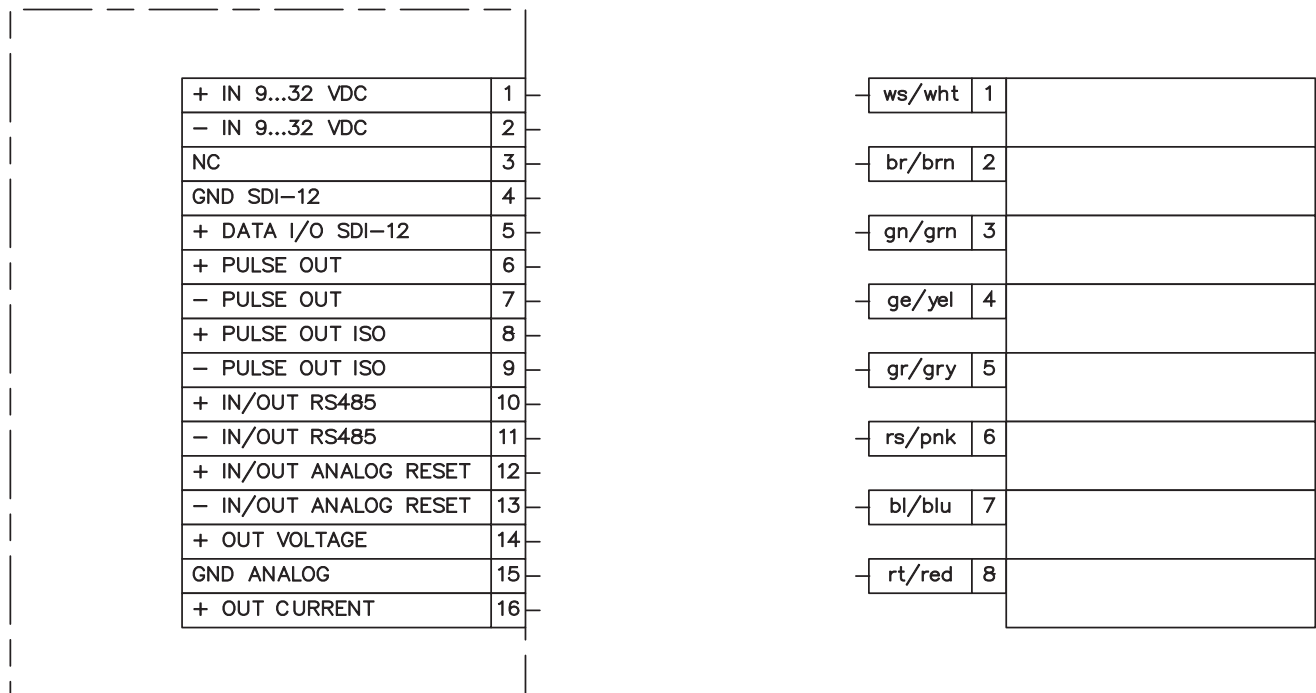 + IN 9...32 VDC 1
− IN 9...32 VDC 2
NC 3
GND SDI−12 4
+ DATA I/O SDI−12 5
+ PULSE OUT 6
− PULSE OUT 7
+ PULSE OUT ISO 8
− PULSE OUT ISO 9
+ IN/OUT RS485 10
− IN/OUT RS485 11
+ IN/OUT ANALOG RESET 12
− IN/OUT ANALOG RESET 13
+ OUT VOLTAGE 14
GND ANALOG 15
+ OUT CURRENT 16
ws/wht 1
br/brn 2
gn/grn 3
ge/yel 4
gr/gry 5
rs/pnk 6
bl/blu 7
rt/red 8